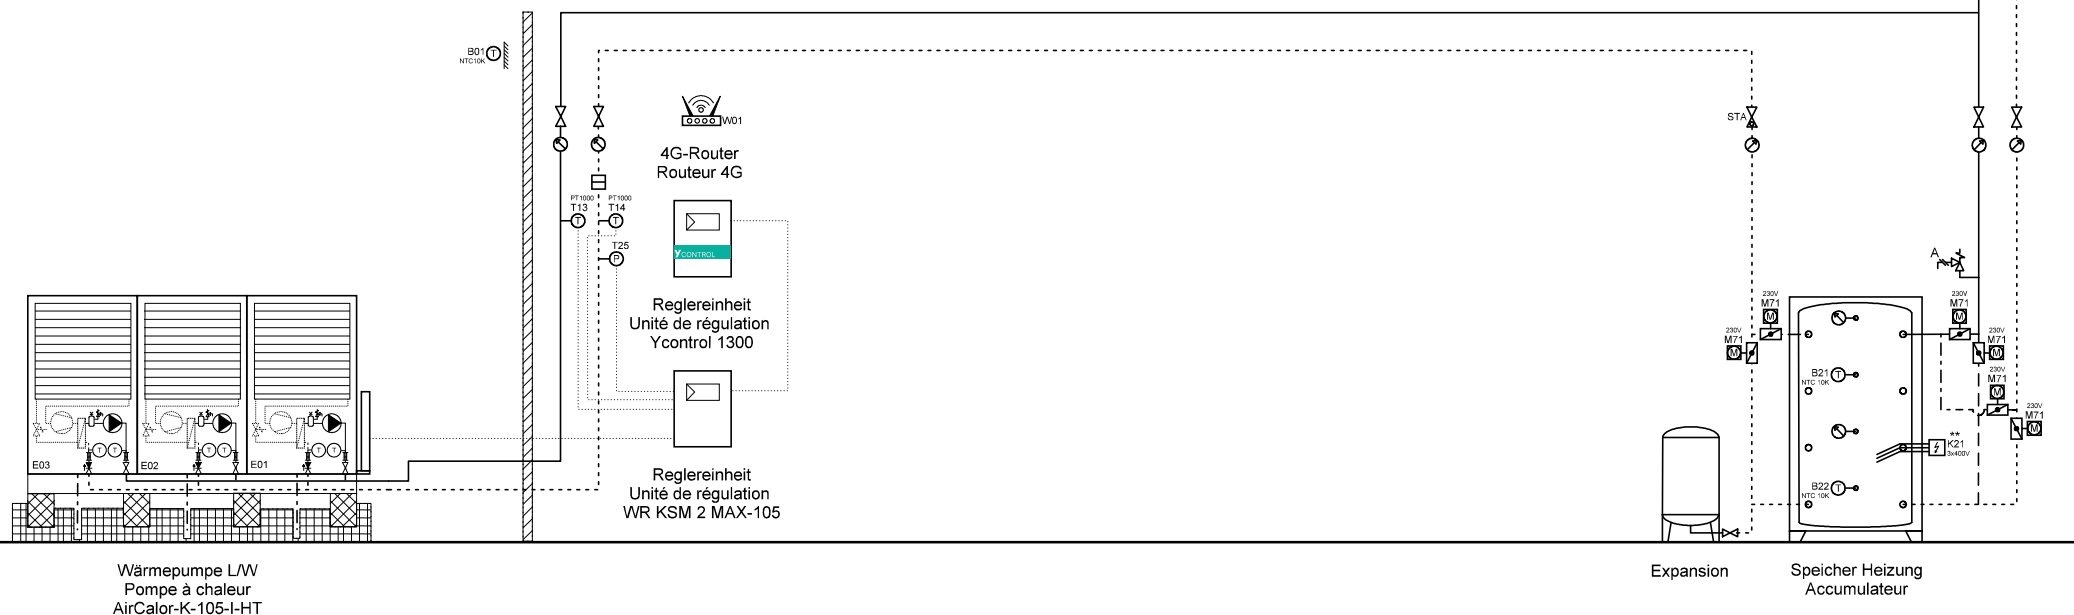 B01
T
NTC10K
W01
4G-Router
Routeur 4G
STA
PT1000
T13
T
PT1000
T14
T
T25
P
YCONTROL
Reglereinheit
Unité de régulation
Ycontrol 1300
Reglereinheit
Unité de régulation
WR KSM 2 MAX-105
E03
T T
E02
T T
E01
T T
Wärmepumpe L/W
Pompe à chaleur
AirCalor-K-105-I-HT
A
230V
M71
M
230V
M71
M
230V
M71
M
230V
M71
M
230V
M71
M
230V
M71
M
B21
T
NTC 10K
**
K21
3x400V
B22
T
NTC 10K
Expansion
Speicher Heizung
Accumulateur